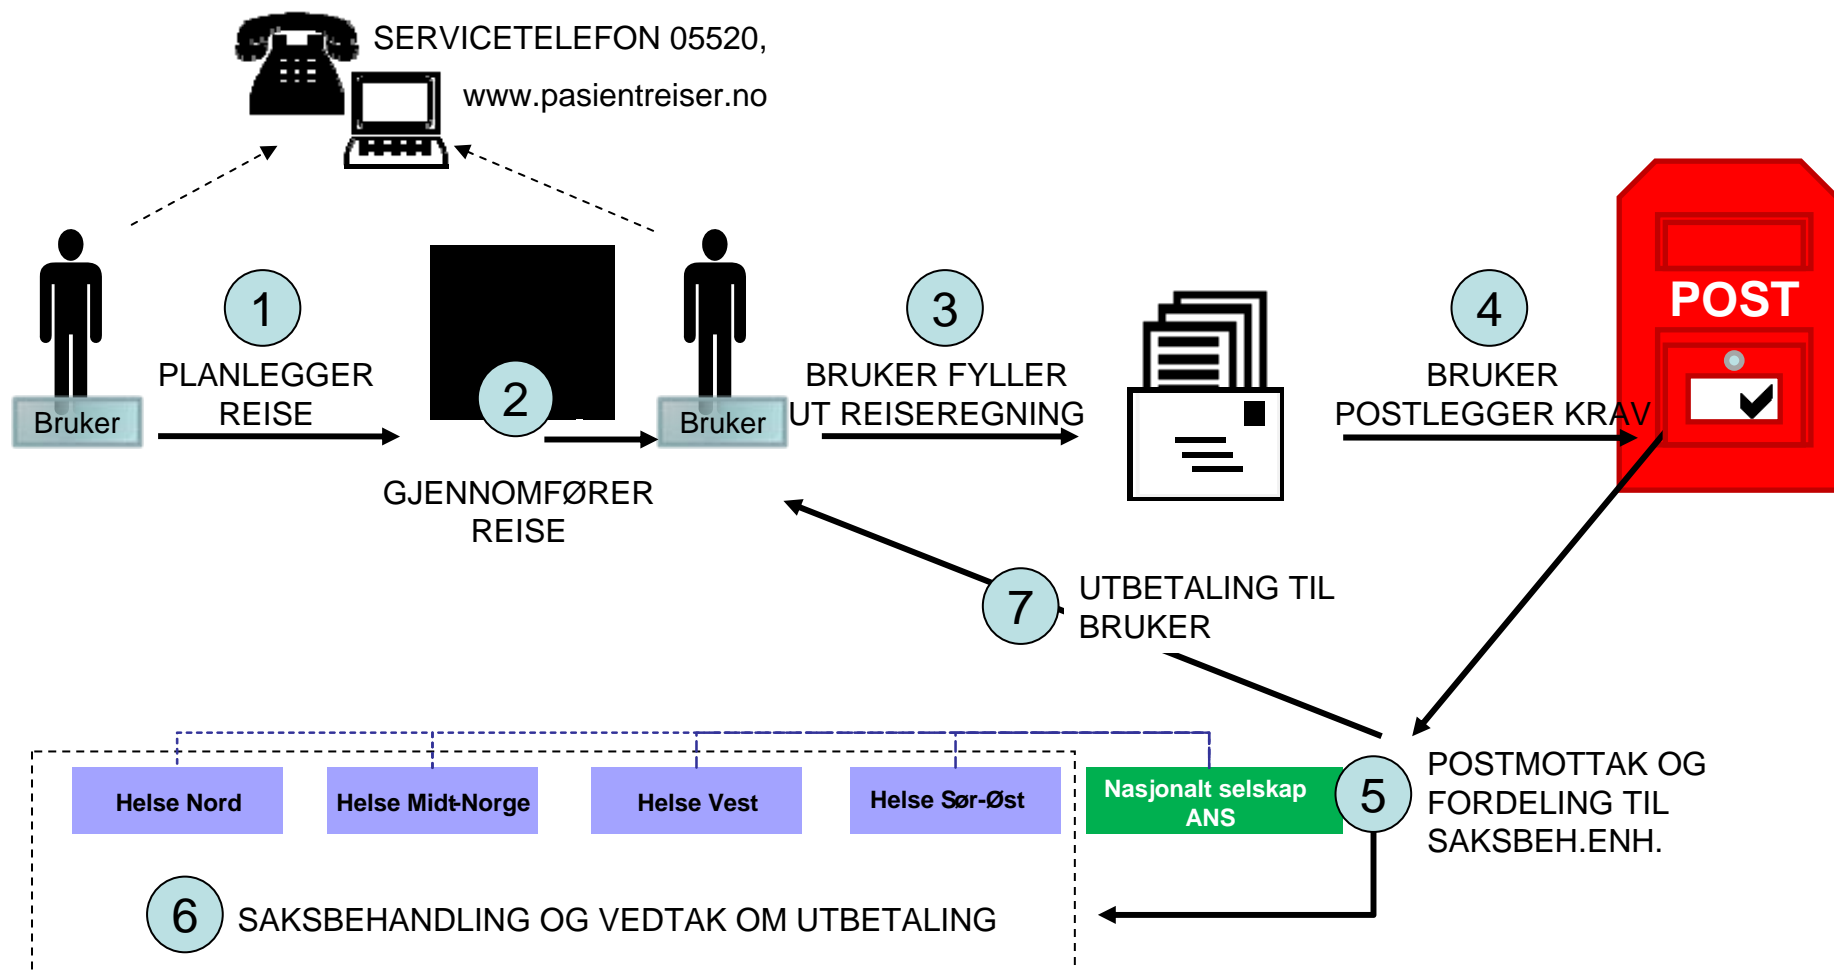 SERVICETELEFON 05520,
www.pasientreiser.no
1
PLANLEGGER
REISE
Bruker
2
GJENNOMFØRER
REISE
Bruker
3
BRUKER FYLLER
UT REISEREGNING
4
BRUKER
POSTLEGGER KRAV
POST
7
UTBETALING TIL
BRUKER
Helse Nord
Helse Midt-Norge
Helse Vest
Helse Sør-Øst
Nasjonalt selskap
ANS
5
POSTMOTTAK OG
FORDELING TIL
SAKSBEH.ENH.
6
SAKSBEHANDLING OG VEDTAK OM UTBETALING